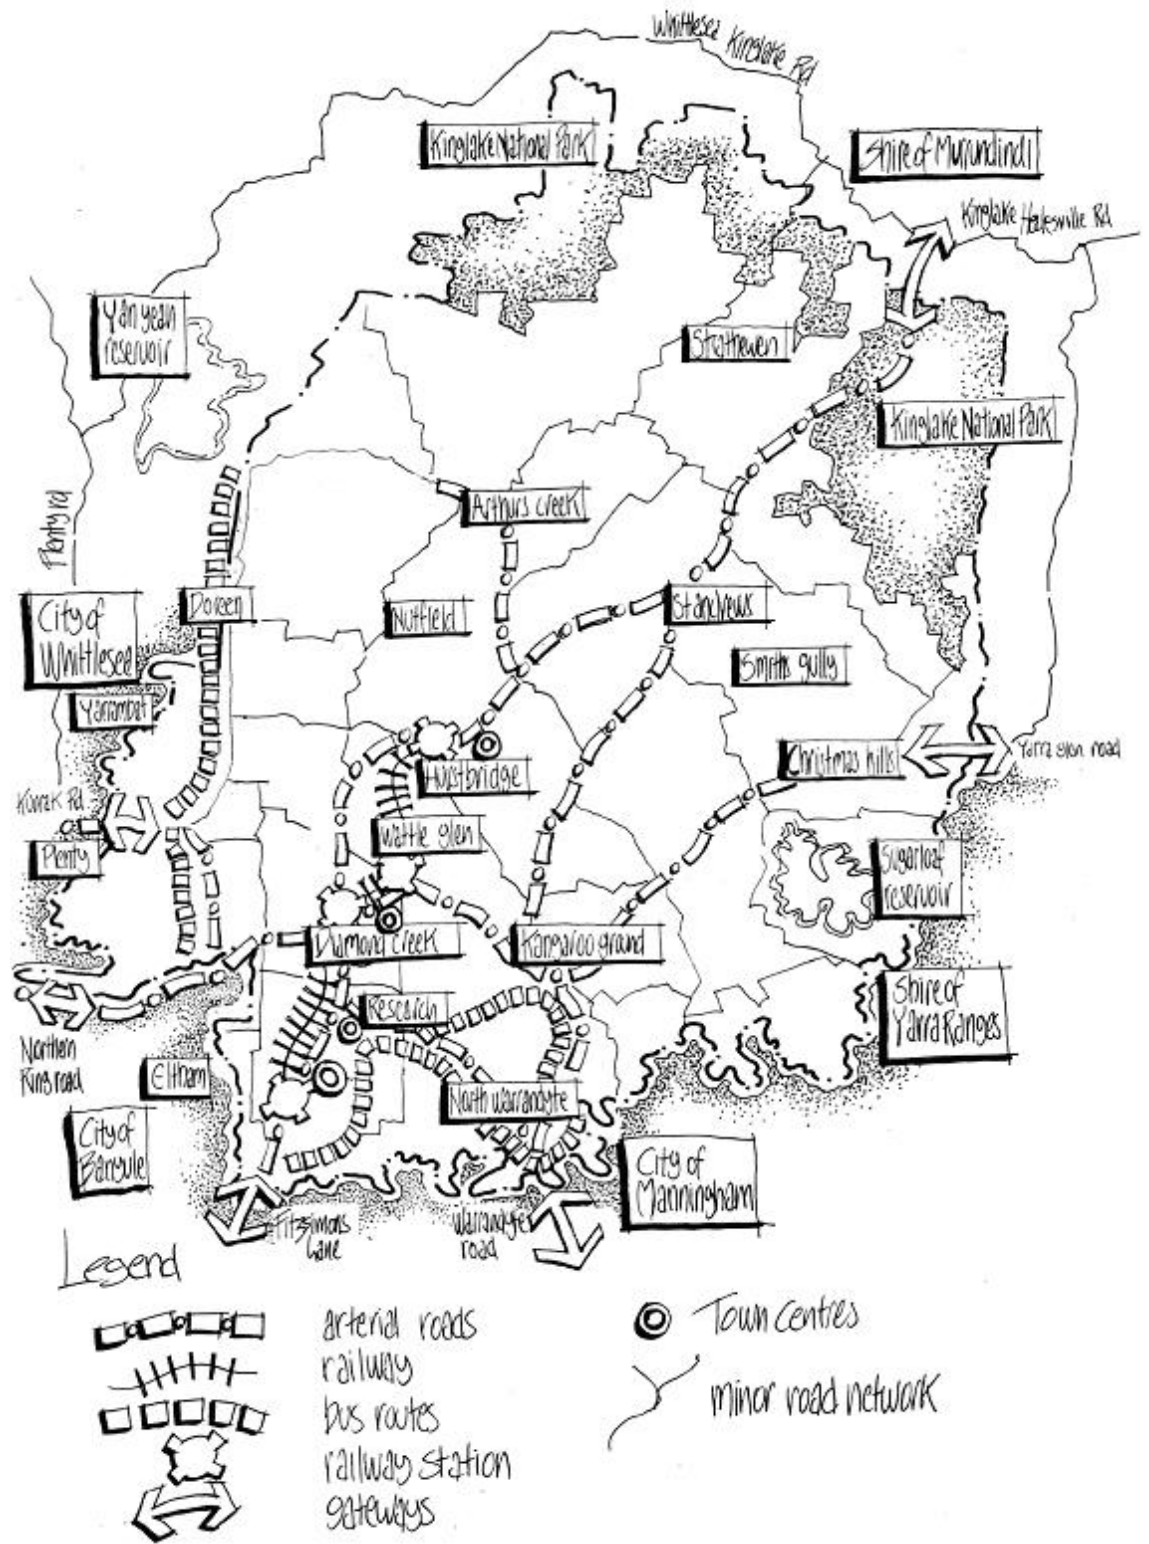 Whittlesea Kinglake Rd
Kinglake National Park
Shire of Murrundindi
Kinglake Healesville Rd
Yan yean
reservoir
Strathewen
Kinglake National Park
Arthurs creek
Plenty rd
City of
Whittlesea
Doreen
Nutfield
St andrews
Smiths gully
Yarrambat
Christmas hills
Yarra Glen road
Hurstbridge
Kurrak Rd
Plenty
Wattle glen
Sugarloaf
reservoir
Diamond creek
Kangaroo ground
Research
Shire of
Yarra Ranges
Northern
Ring road
Eltham
North warrandyte
City of
Banyule
City of
Manningham
Fitzsimons
Lane
Warrandyte
road
Legend
arterial roads
railway
bus routes
railway station
gateways
Town Centres
minor road network